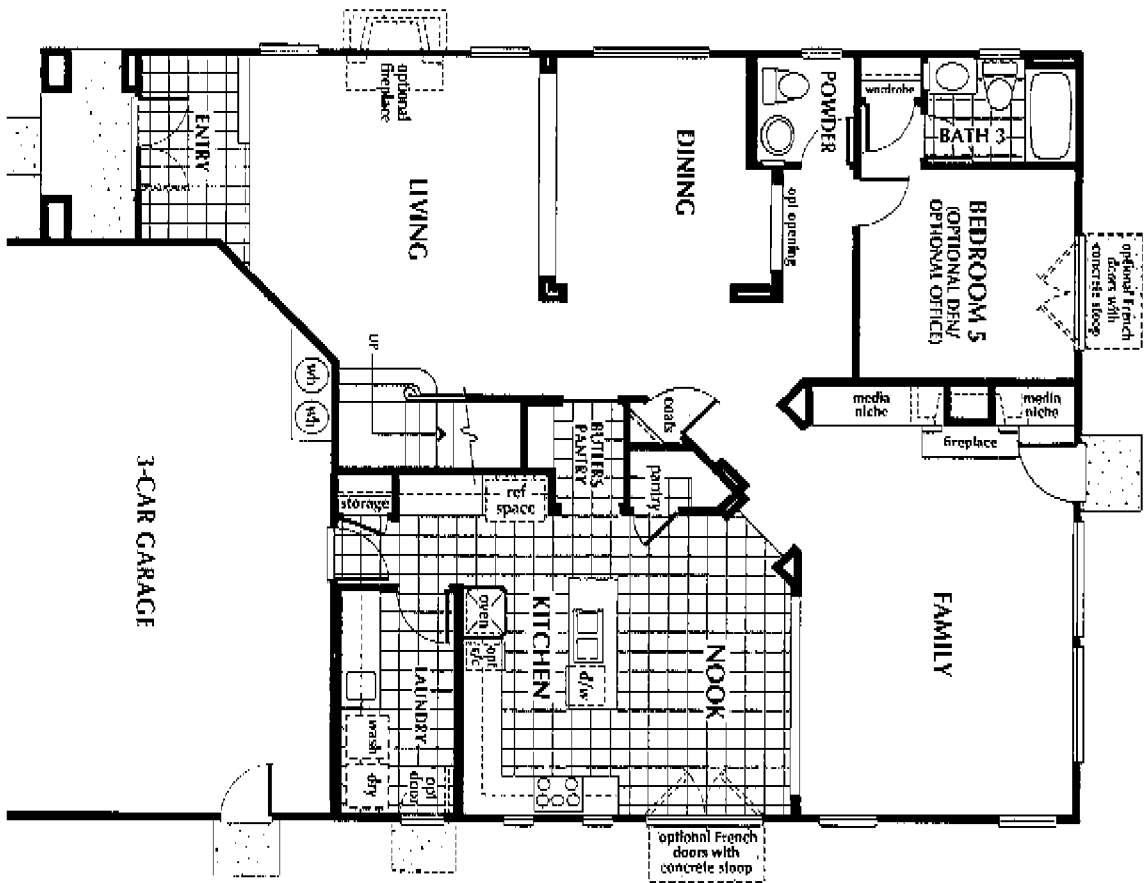 optional
fireplace
ENTRY
LIVING
DINING
POWDER
wardrobe
BATH 3
opt opening
BEDROOM 5
(OPTIONAL DEN/
OPTIONAL OFFICE)
optional French
doors with
concrete stoop
UP
wh
wh
coats
media
niche
media
niche
fireplace
BUTLERS
PANTRY
pantry
storage
ref
space
3-CAR GARAGE
KITCHEN
oven
opt
s/c
d/w
NOOK
FAMILY
LAUNDRY
wash
dry
opt
door
optional French
doors with
concrete stoop